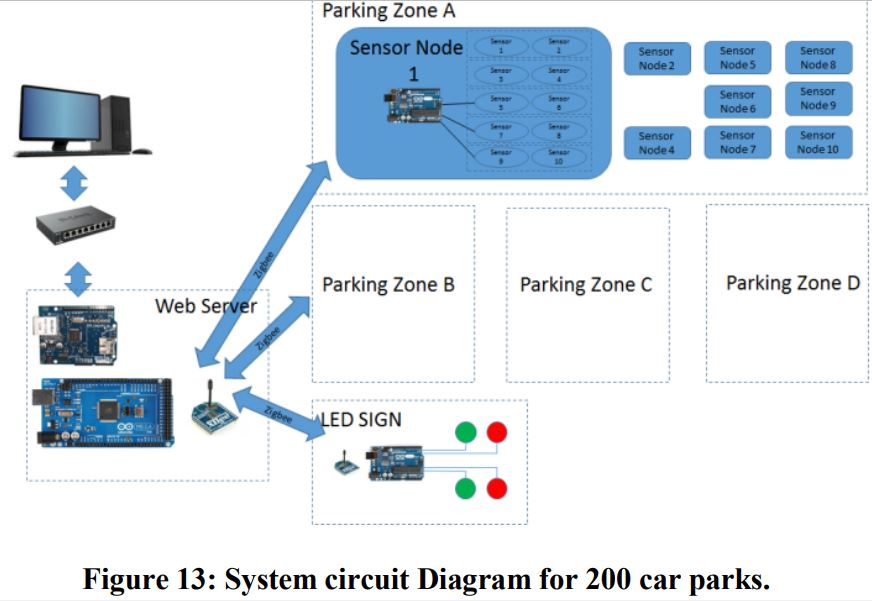 Parking Zone A
Sensor Node
1
Sensor
1
Sensor
2
Sensor
3
Sensor
4
Sensor
5
Sensor
6
Sensor
7
Sensor
8
Sensor
9
Sensor
10
Sensor
Node 2
Sensor
Node 5
Sensor
Node 8
Sensor
Node 6
Sensor
Node 9
Sensor
Node 4
Sensor
Node 7
Sensor
Node 10
Zigbee
Web Server
Parking Zone B
Parking Zone C
Parking Zone D
Zigbee
Zigbee
LED SIGN
Figure 13: System circuit Diagram for 200 car parks.